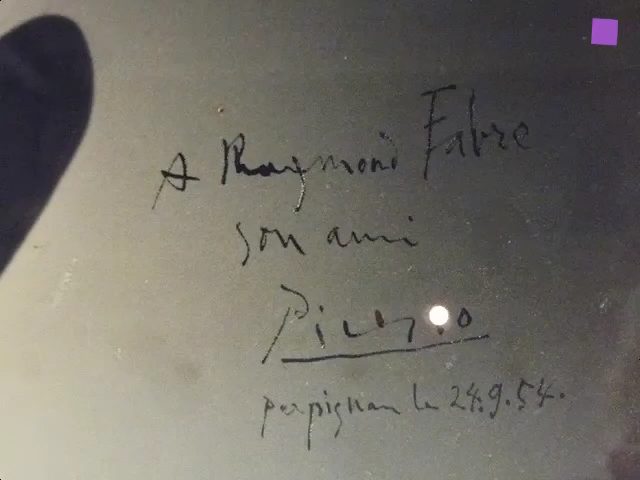 A Raymond Fabre
son ami
Picasso
perpignan le 24.9.54.